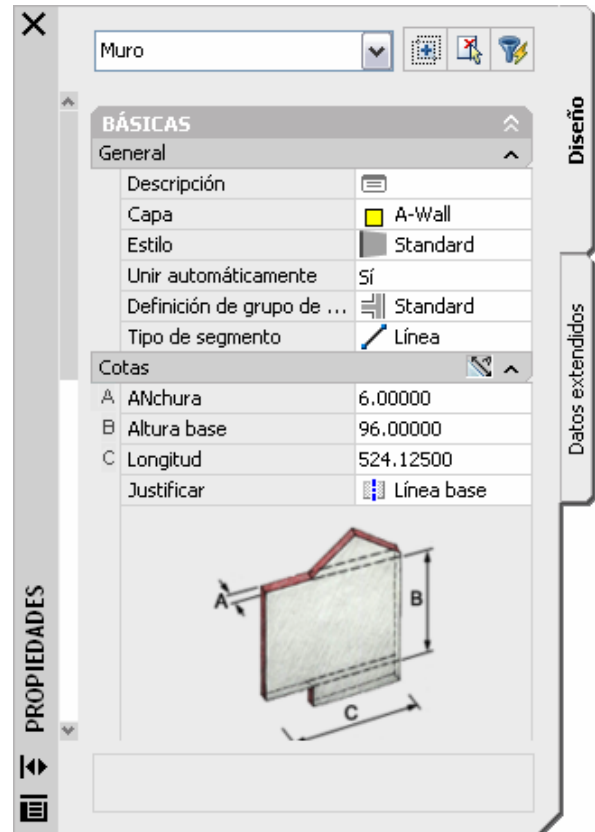 Muro
BÁSICAS
General
Descripción
Capa A-Wall
Estilo Standard
Unir automáticamente Sí
Definición de grupo de ... Standard
Tipo de segmento Línea
Cotas
A ANchura 6.00000
B Altura base 96.00000
C Longitud 524.12500
Justificar Línea base
A
B
C
PROPIEDADES
Diseño
Datos extendidos